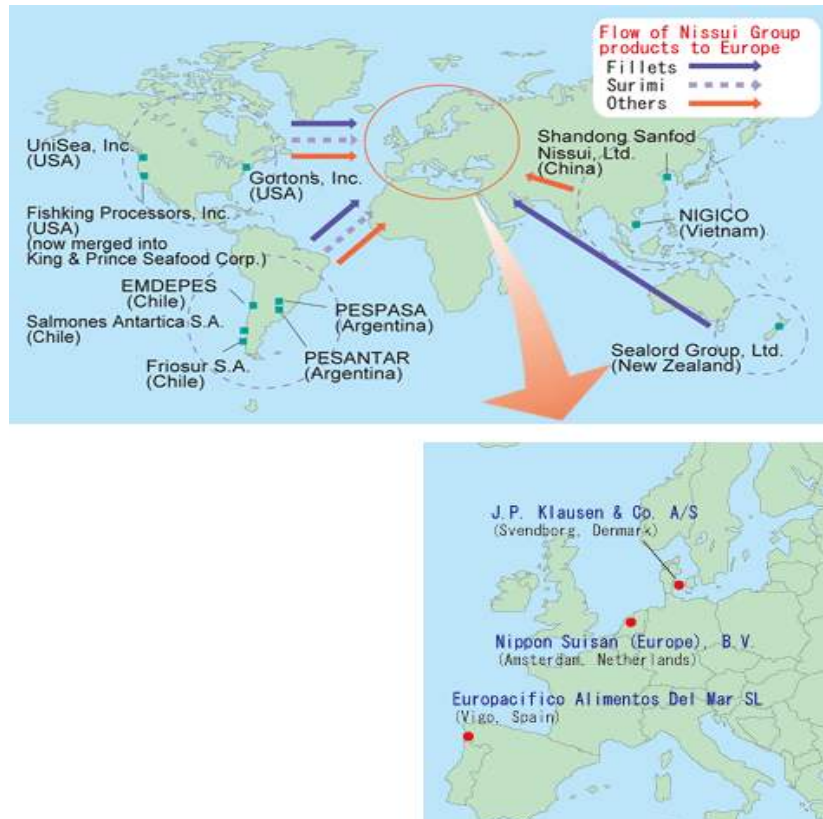 Flow of Nissui Group
products to Europe
Fillets
Surimi
Others
UniSea, Inc.
(USA)
Gorton's, Inc.
(USA)
Shandong Sanfod
Nissui, Ltd.
(China)
Fishking Processors, Inc.
(USA)
(now merged into
King & Prince Seafood Corp.)
NIGICO
(Vietnam)
EMDEPES
(Chile)
PESPASA
(Argentina)
Salmones Antartica S.A.
(Chile)
PESANTAR
(Argentina)
Friosur S.A.
(Chile)
Sealord Group, Ltd.
(New Zealand)
J.P. Klausen & Co. A/S
(Svendborg, Denmark)
Nippon Suisan (Europe), B.V.
(Amsterdam, Netherlands)
Europacifico Alimentos Del Mar SL
(Vigo, Spain)